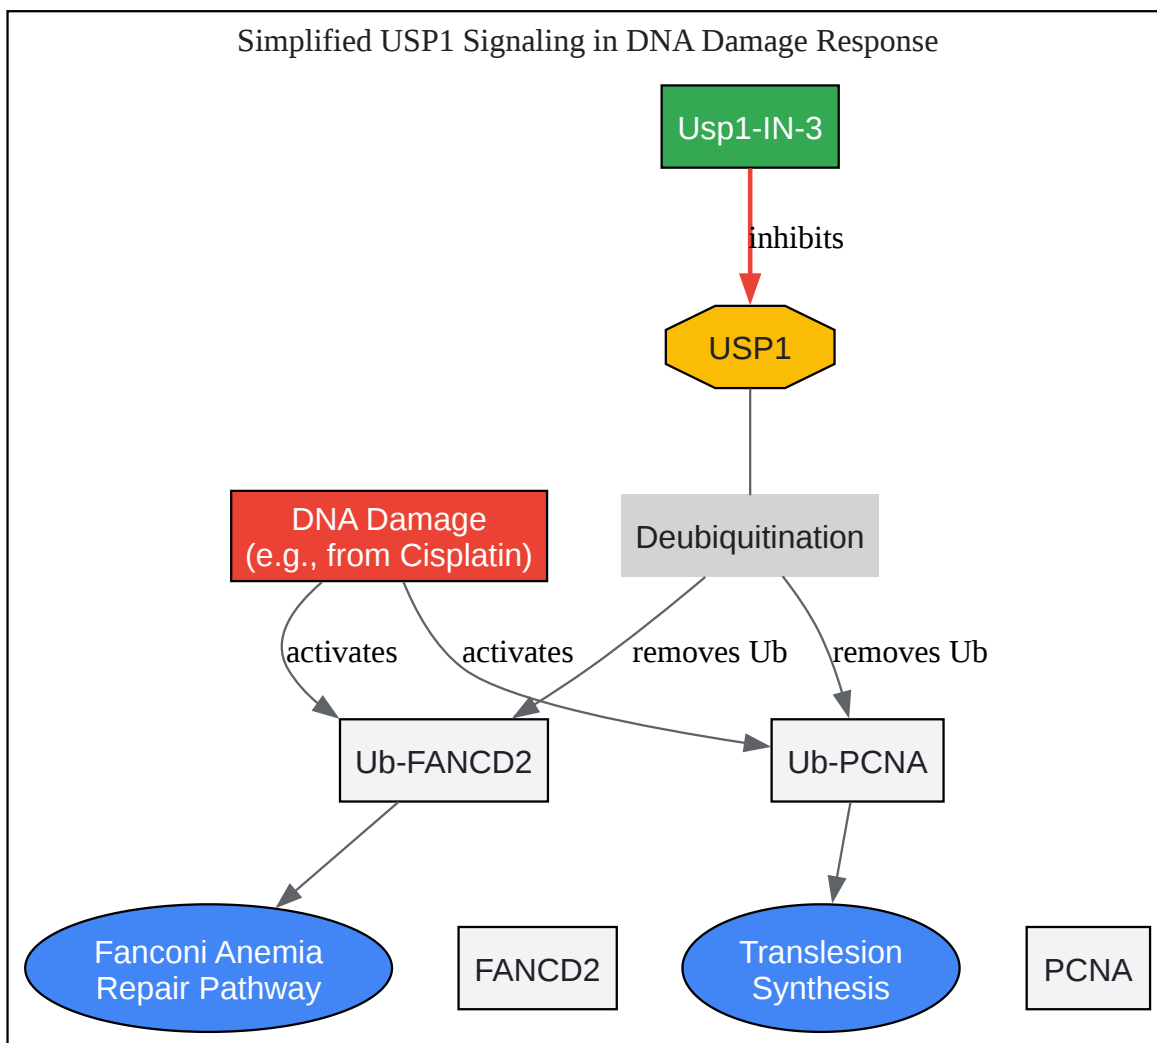 Simplified USP1 Signaling in DNA Damage Response
Usp1-IN-3
inhibits
USP1
DNA Damage
(e.g., from Cisplatin)
Deubiquitination
activates
activates
removes Ub
removes Ub
Ub-FANCD2
Ub-PCNA
Fanconi Anemia
Repair Pathway
FANCD2
Translesion
Synthesis
PCNA